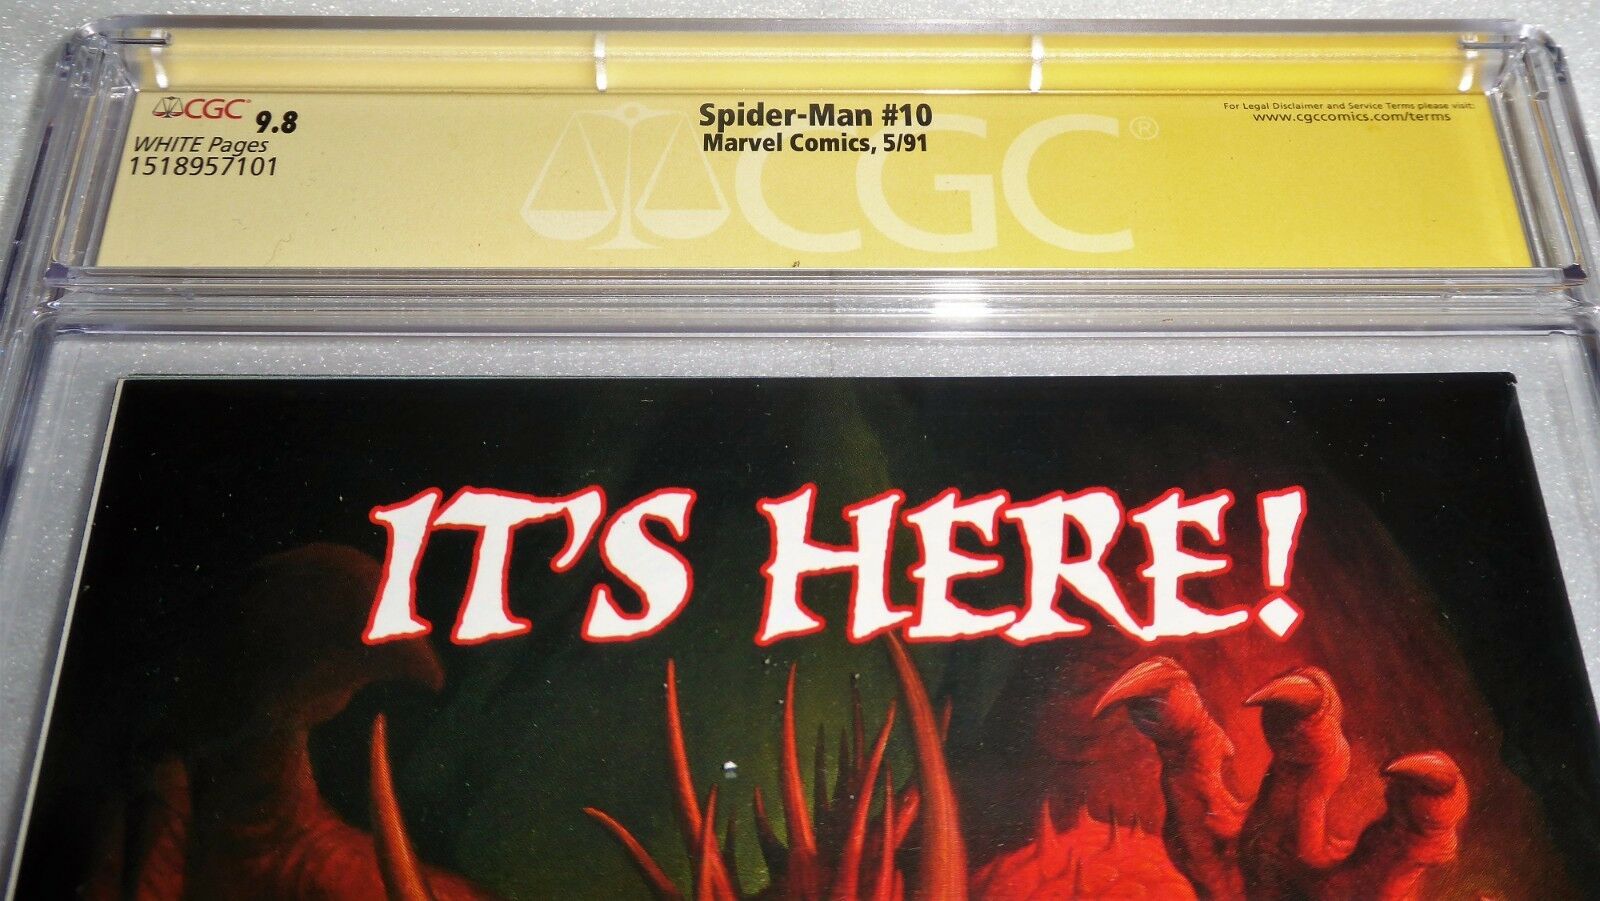 CGC® 9.8
WHITE Pages
1518957101
Spider-Man #10
Marvel Comics, 5/91
For Legal Disclaimer and Service Terms please visit:
www.cgccomics.com/terms
CGC®
IT'S HERE!